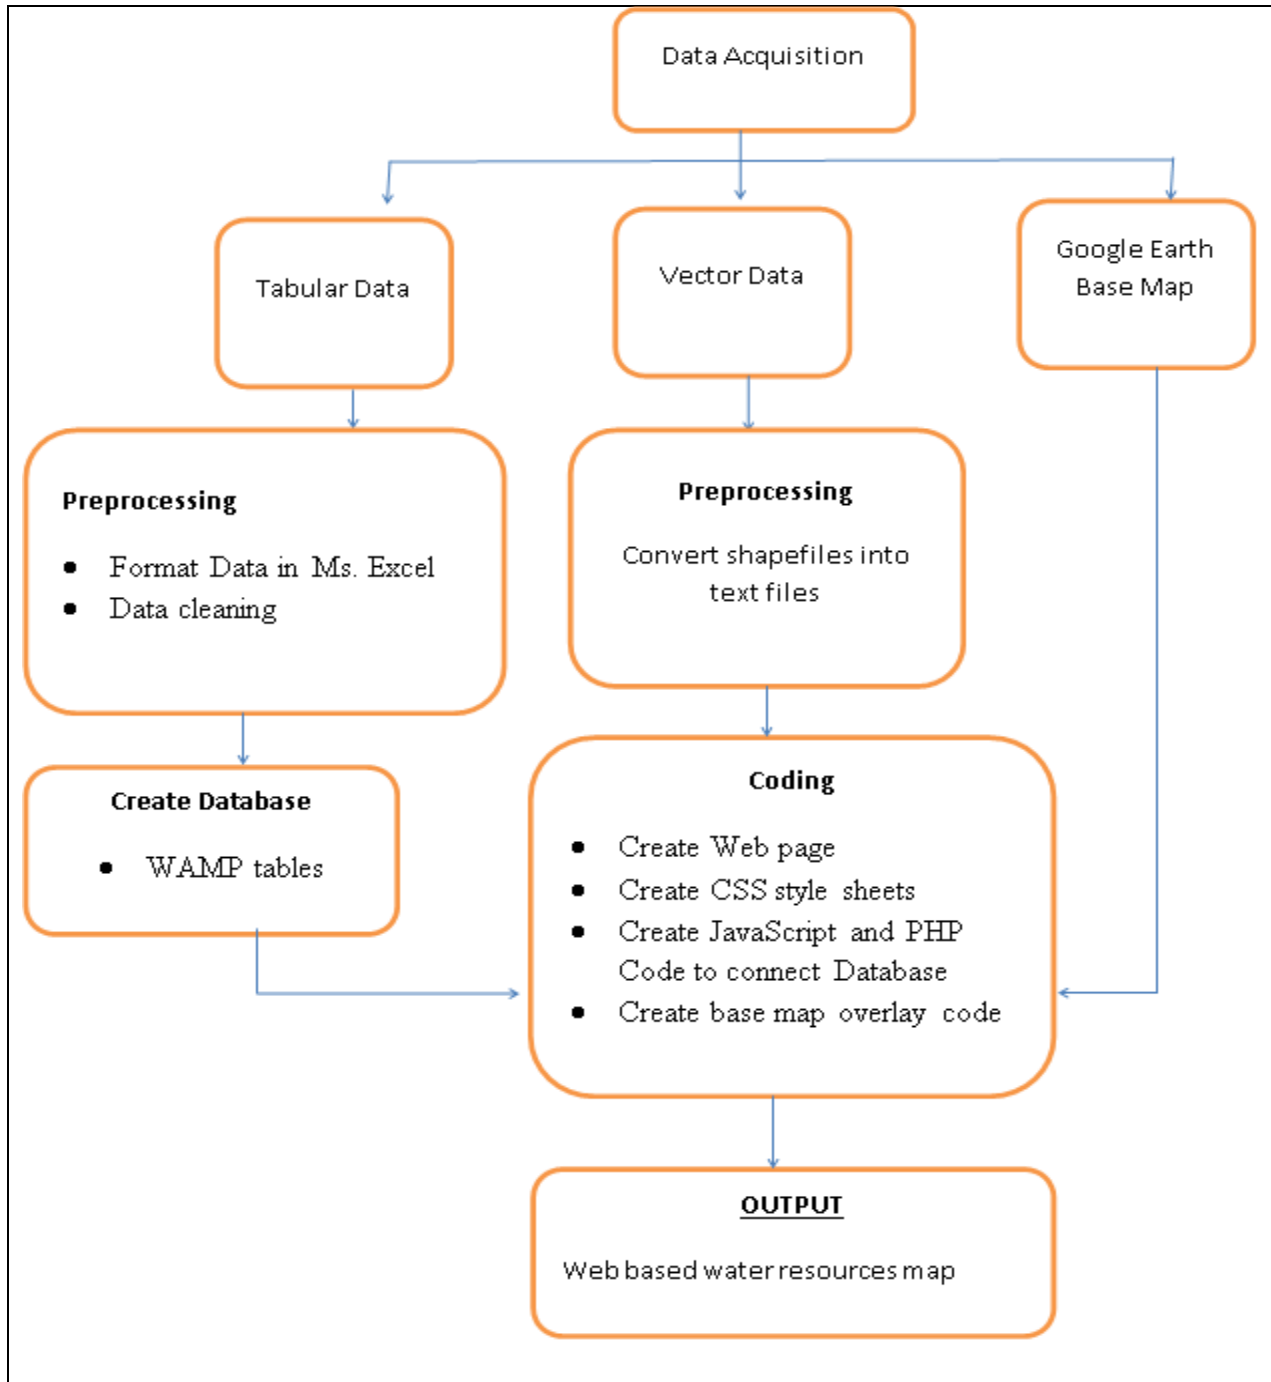 Data Acquisition
Tabular Data
Vector Data
Google Earth
Base Map
Preprocessing
● Format Data in Ms. Excel
● Data cleaning
Preprocessing
Convert shapefiles into
text files
Create Database
● WAMP tables
Coding
● Create Web page
● Create CSS style sheets
● Create JavaScript and PHP
Code to connect Database
● Create base map overlay code
OUTPUT
Web based water resources map